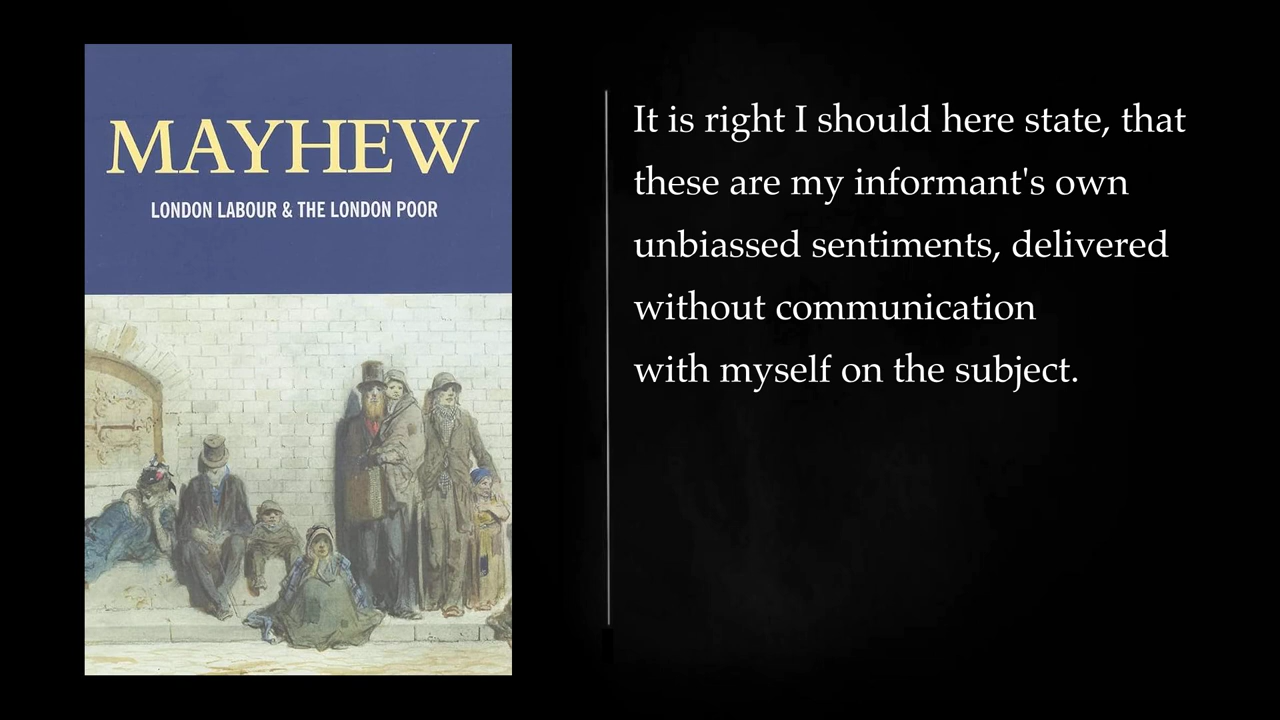 MAYHEW
LONDON LABOUR & THE LONDON POOR
It is right I should here state, that
these are my informant's own
unbiassed sentiments, delivered
without communication
with myself on the subject.